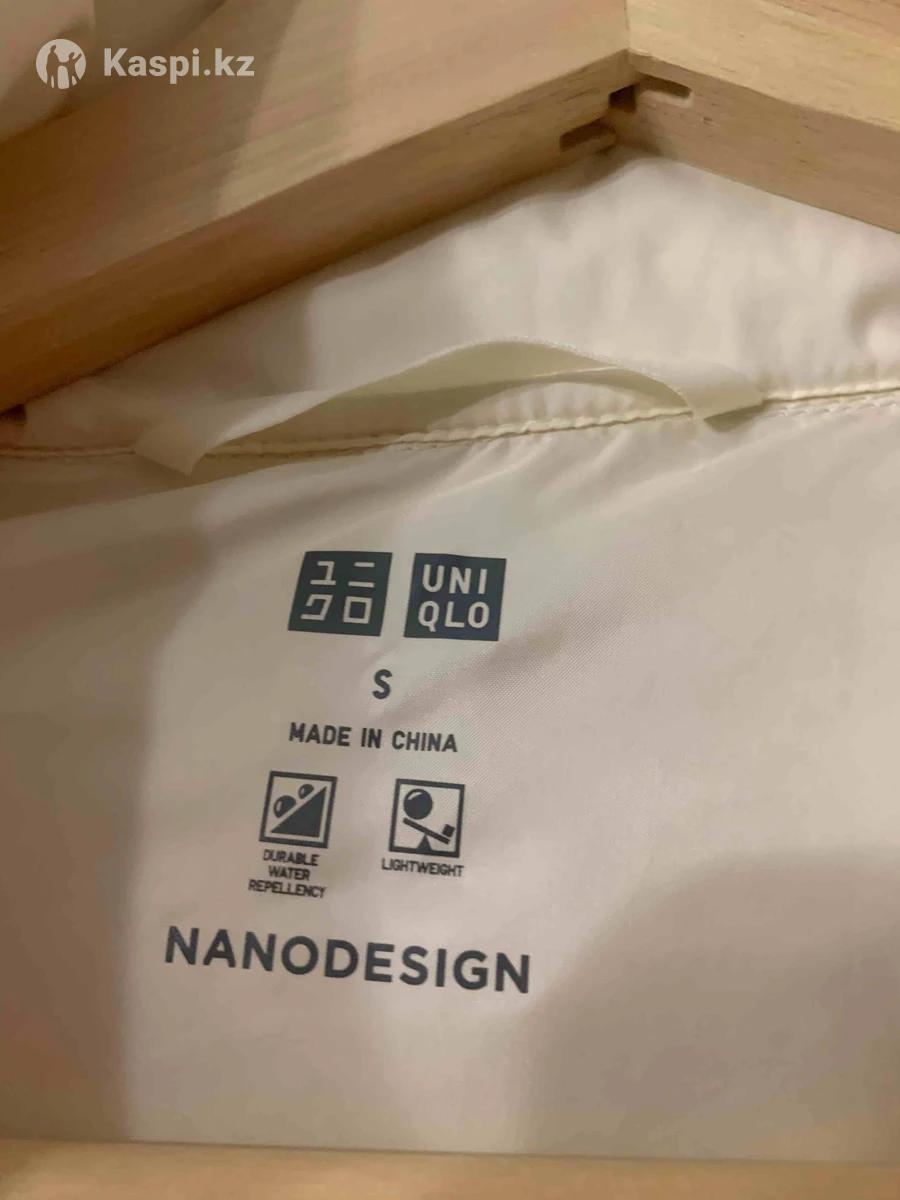 Kaspi.kz
ユニ
クロ
UNI
QLO
S
MADE IN CHINA
DURABLE
WATER
REPELLENCY
LIGHTWEIGHT
NANODESIGN